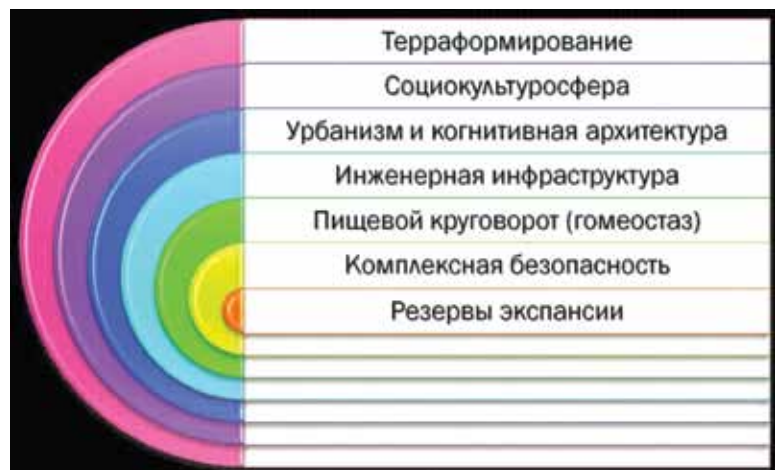 Терраформирование
Социокультуросфера
Урбанизм и когнитивная архитектура
Инженерная инфраструктура
Пищевой круговорот (гомеостаз)
Комплексная безопасность
Резервы экспансии